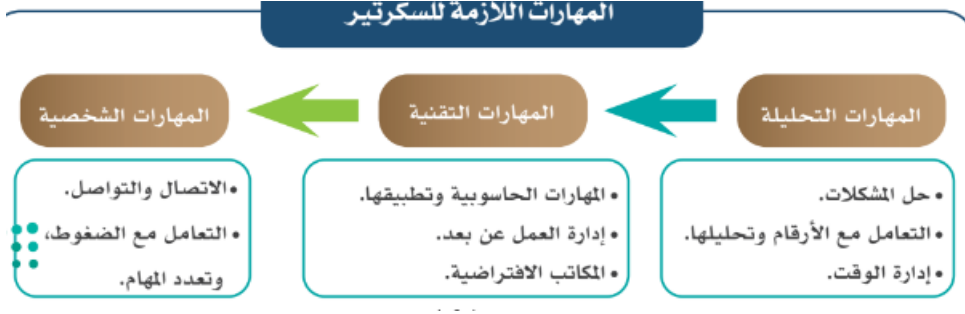 المهارات اللازمة للسكرتير
المهارات التحليلة
• حل المشكلات.
• التعامل مع الأرقام وتحليلها.
• إدارة الوقت.
المهارات التقنية
• المهارات الحاسوبية وتطبيقها.
• إدارة العمل عن بعد.
• المكاتب الافتراضية.
المهارات الشخصية
• الاتصال والتواصل.
• التعامل مع الضغوط،
وتعدد المهام.